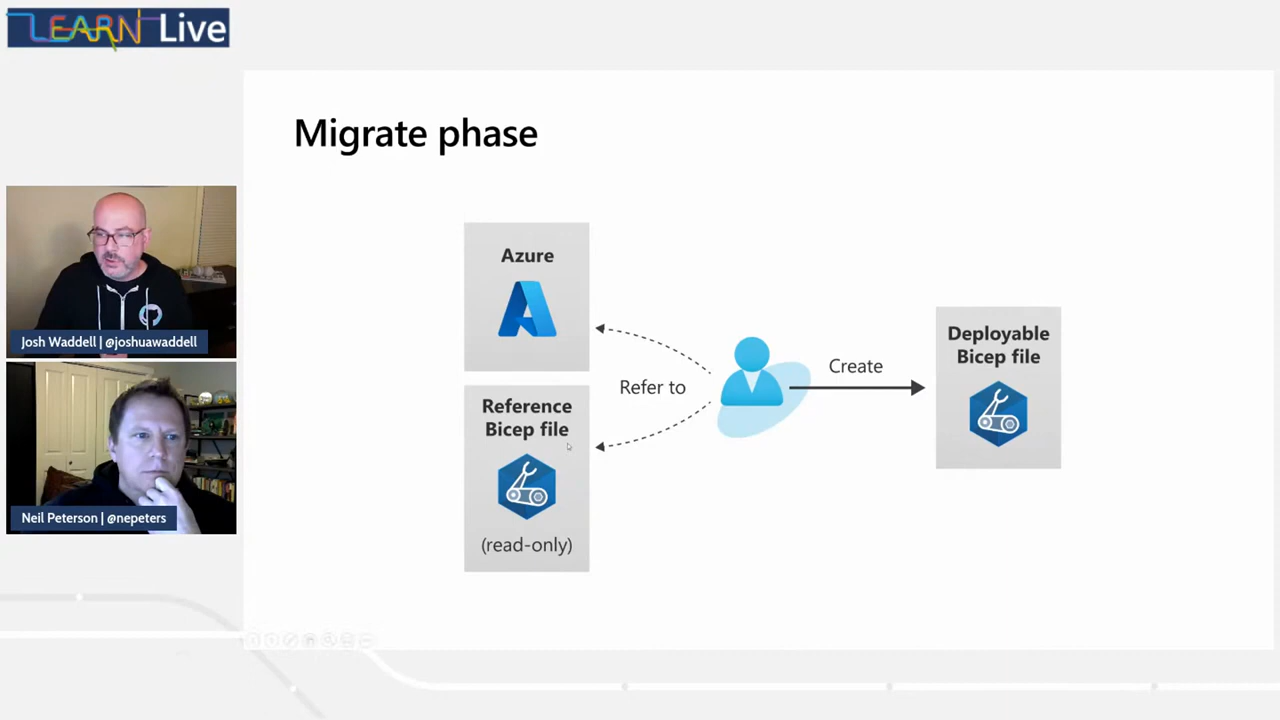 LEARN Live
Migrate phase
Josh Waddell | @joshuawaddell
Neil Peterson | @nepeters
Azure
Reference
Bicep file
(read-only)
Refer to
Create
Deployable
Bicep file